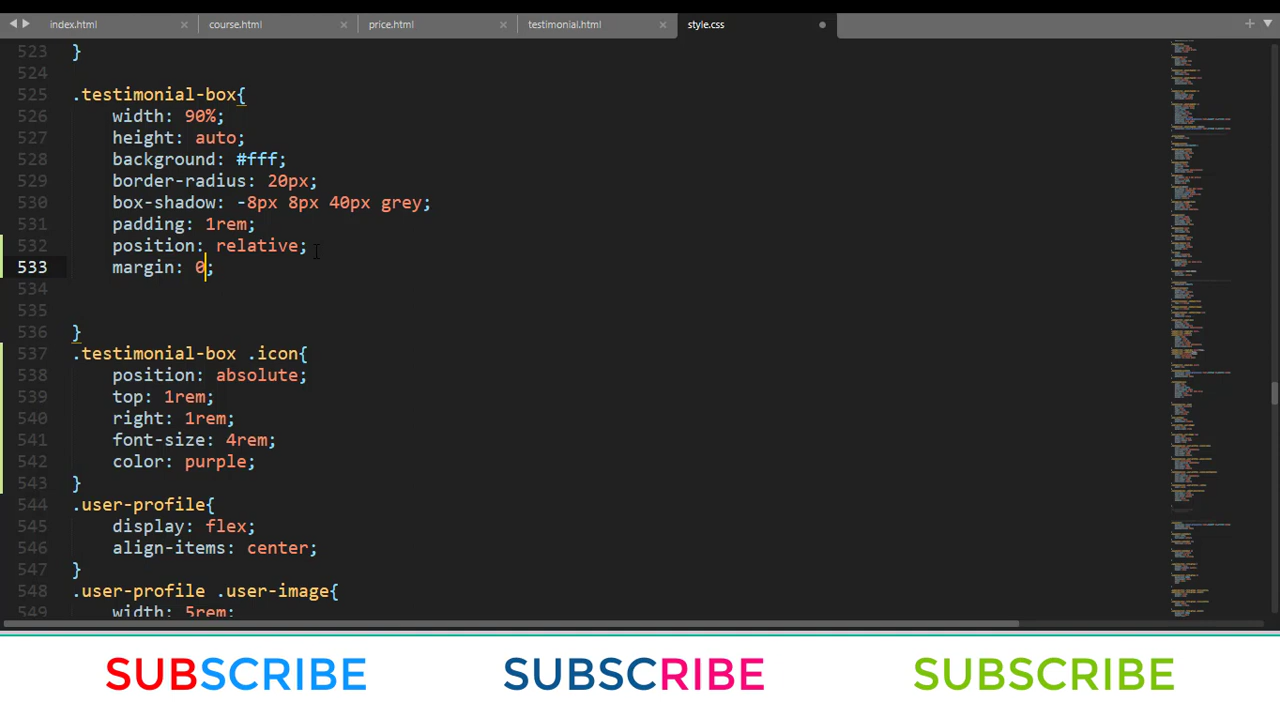 index.html × course.html × price.html × testimonial.html × style.css
523 }
524
525 .testimonial-box{
526 width: 90%;
527 height: auto;
528 background: #fff;
529 border-radius: 20px;
530 box-shadow: -8px 8px 40px grey;
531 padding: 1rem;
532 position: relative;
533 margin: 0;
534
535
536 }
537 .testimonial-box .icon{
538 position: absolute;
539 top: 1rem;
540 right: 1rem;
541 font-size: 4rem;
542 color: purple;
543 }
544 .user-profile{
545 display: flex;
546 align-items: center;
547 }
548 .user-profile .user-image{
549 width: 5rem;
SUBSCRIBE SUBSCRIBE SUBSCRIBE